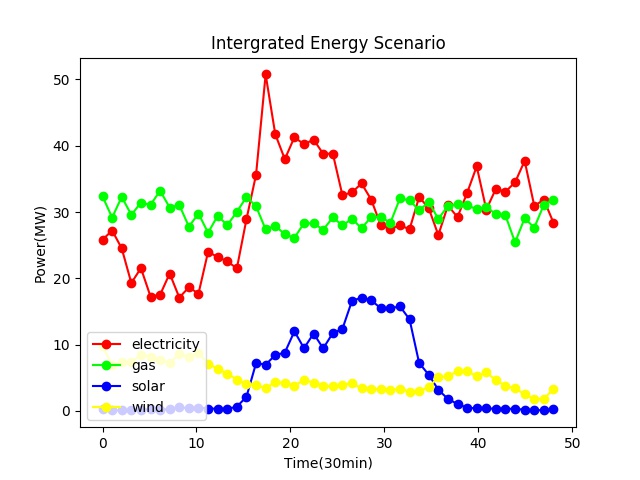 Intergrated Energy Scenario
Power(MW)
50
40
30
20
10
0
electricity
gas
solar
wind
0 10 20 30 40 50
Time(30min)